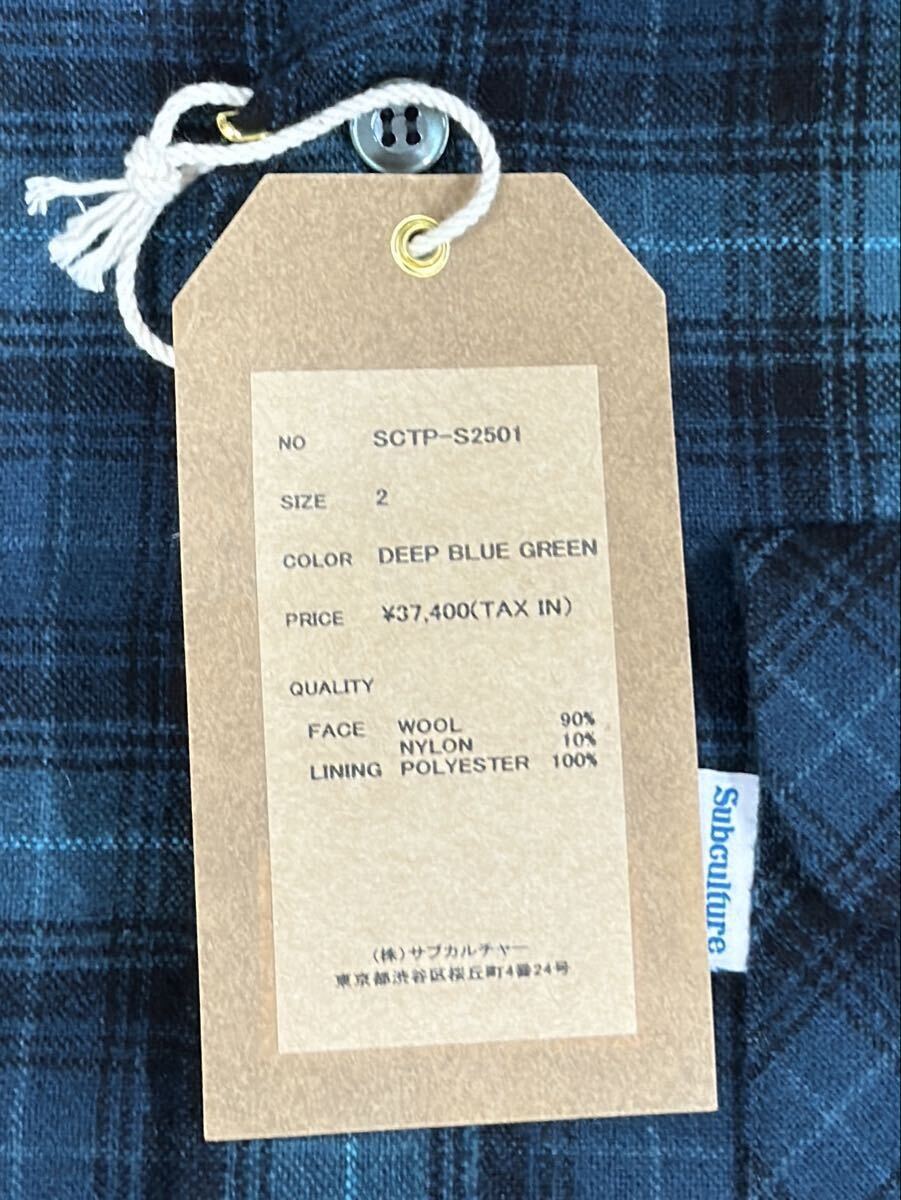 NO SCTP-S2501
SIZE 2
COLOR DEEP BLUE GREEN
PRICE ¥37,400(TAX IN)
QUALITY
FACE WOOL 90%
NYLON 10%
LINING POLYESTER 100%
(株)サブカルチャー
東京都渋谷区桜丘町4番24号
Subculture